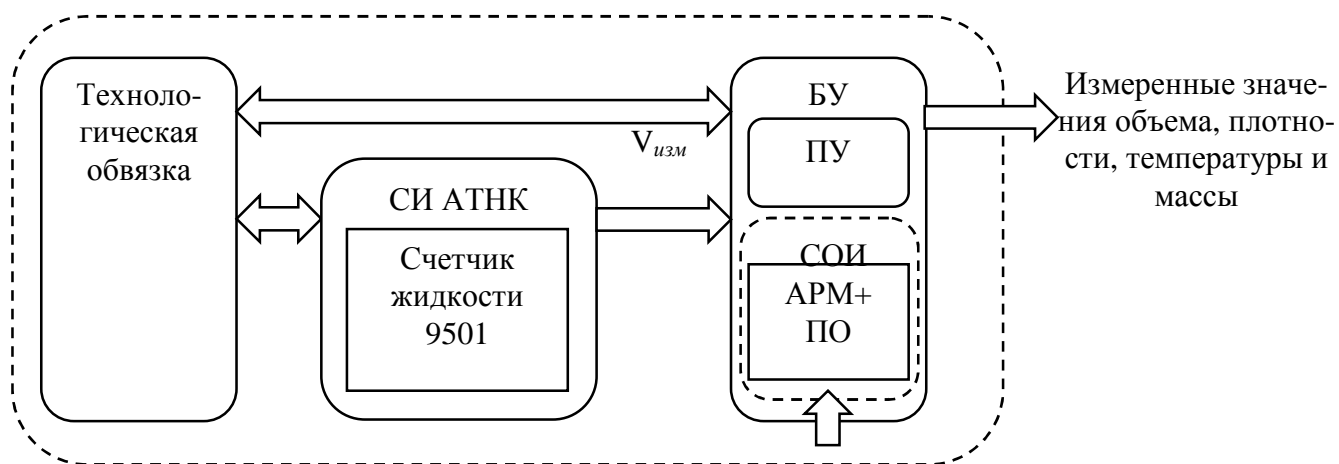 Техноло-
гическая
обвязка
Vизм
СИ АТНК
Счетчик
жидкости
9501
БУ
ПУ
СОИ
АРМ+
ПО
Измеренные значе-
ния объема, плотно-
сти, температуры и
массы